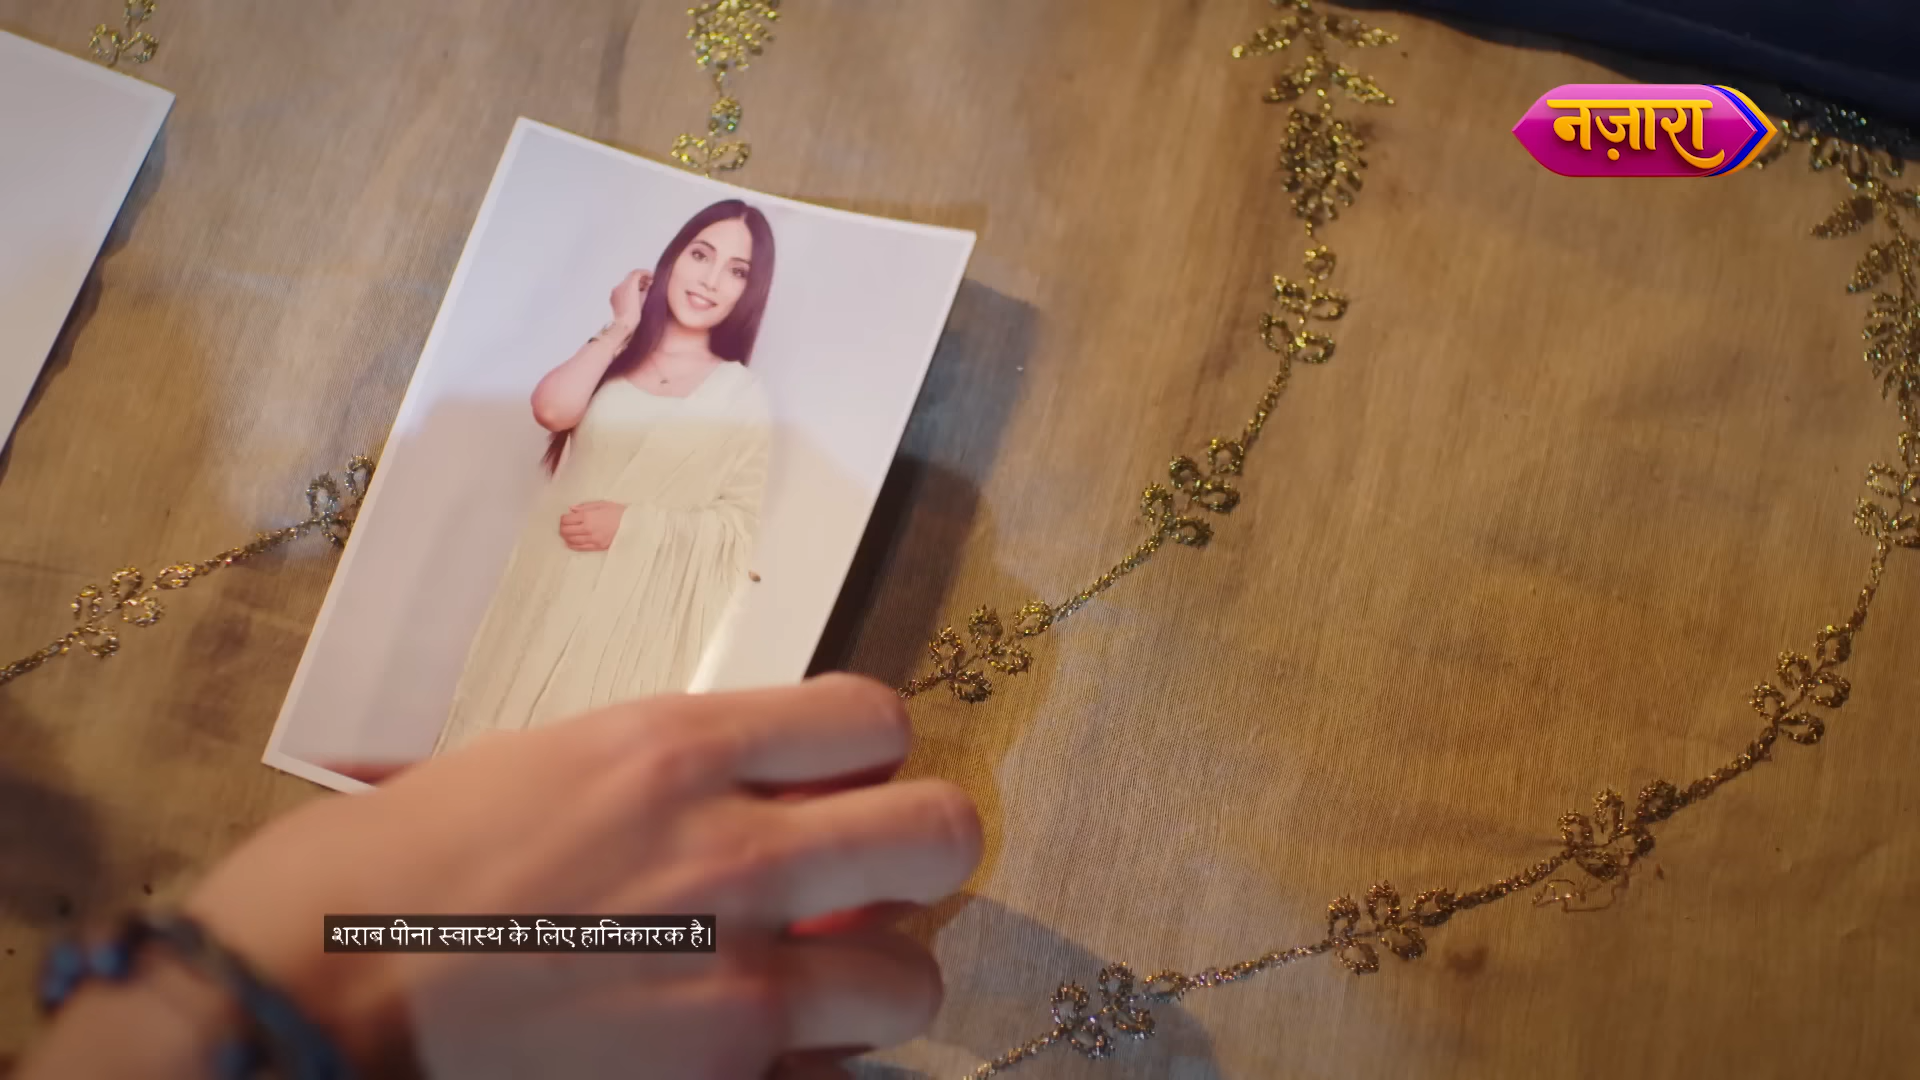 नज़ारा
शराब पीना स्वास्थ के लिए हानिकारक है।